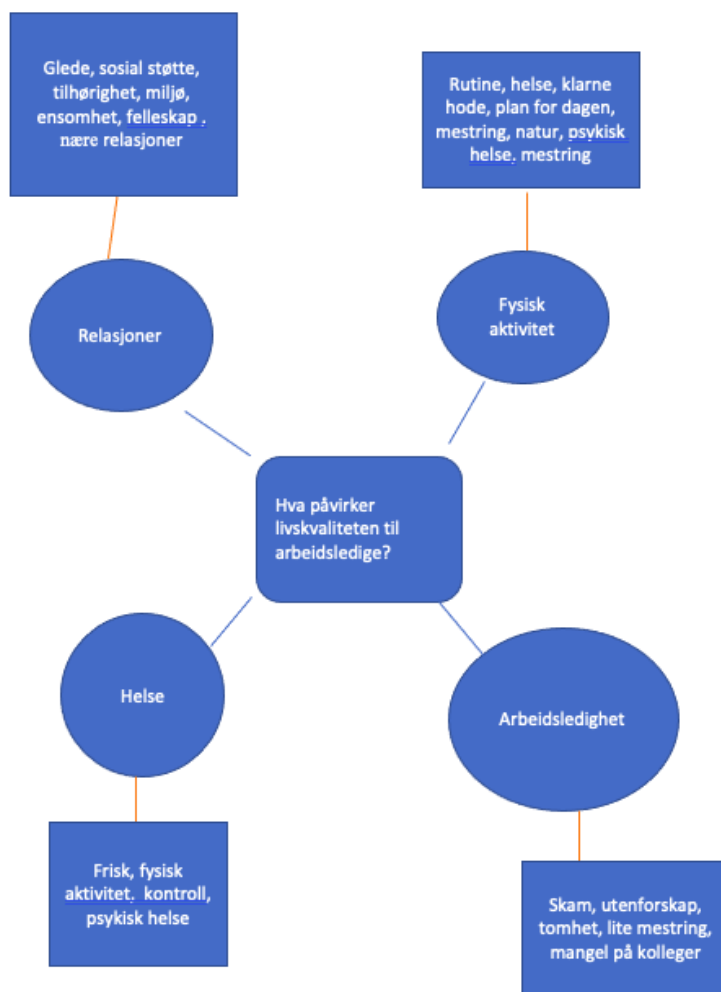 Glede, sosial støtte,
tilhørighet, miljø,
ensomhet, felleskap .
nære relasjoner
Rutine, helse, klarne
hode, plan for dagen,
mestring, natur, psykisk
helse. mestring
Relasjoner
Fysisk
aktivitet
Hva påvirker
livskvaliteten til
arbeidsledige?
Helse
Arbeidsledighet
Frisk, fysisk
aktivitet. kontroll,
psykisk helse
Skam, utenforskap,
tomhet, lite mestring,
mangel på kolleger